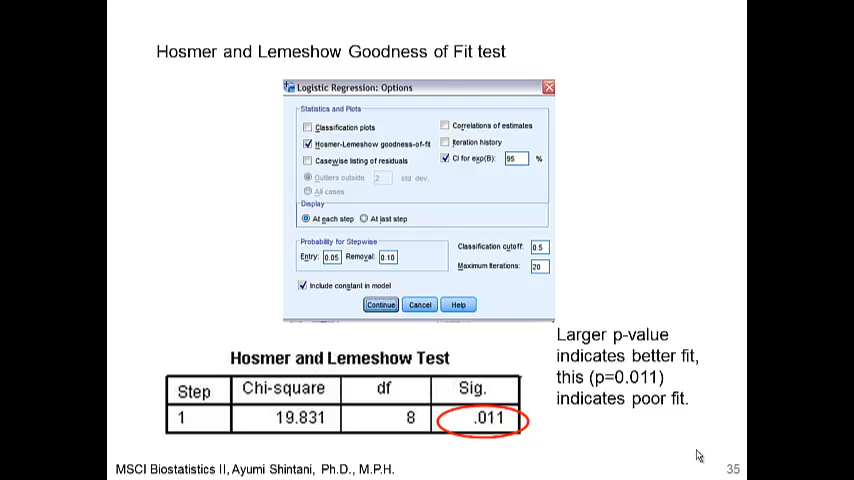 Hosmer and Lemeshow Goodness of Fit test
Logistic Regression: Options
Statistics and Plots
Classification plots
Correlations of estimates
Hosmer-Lemeshow goodness-of-fit
Iteration history
Casewise listing of residuals
CI for exp(B): 95 %
Outliers outside 2 std. dev.
All cases
Display
At each step At last step
Probability for Stepwise
Entry: 0.05 Removal: 0.10
Classification cutoff: 0.5
Maximum Iterations: 20
Include constant in model
Continue Cancel Help
Larger p-value
indicates better fit,
this (p=0.011)
indicates poor fit.
Hosmer and Lemeshow Test
Step Chi-square df Sig.
1 19.831 8 .011
MSCI Biostatistics II, Ayumi Shintani, Ph.D., M.P.H. 35